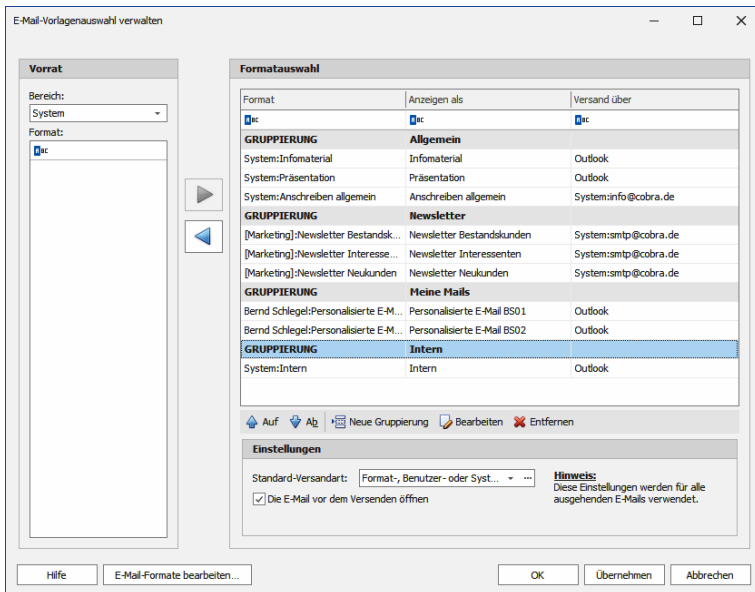 E-Mail-Vorlagenauswahl verwalten
Vorrat
Bereich:
System
Format:
ABC
Formatauswahl
Format Anzeigen als Versand über
ABC ABC ABC
GRUPPIERUNG Allgemein
System:Infomaterial Infomaterial Outlook
System:Präsentation Präsentation Outlook
System:Anschreiben allgemein Anschreiben allgemein System:info@cobra.de
GRUPPIERUNG Newsletter
[Marketing]:Newsletter Bestandsk... Newsletter Bestandskunden System:smtp@cobra.de
[Marketing]:Newsletter Interesse... Newsletter Interessenten System:smtp@cobra.de
[Marketing]:Newsletter Neukunden Newsletter Neukunden System:smtp@cobra.de
GRUPPIERUNG Meine Mails
Bernd Schlegel:Personalisierte E-M... Personalisierte E-Mail BS01 Outlook
Bernd Schlegel:Personalisierte E-M... Personalisierte E-Mail BS02 Outlook
GRUPPIERUNG Intern
System:Intern Intern Outlook
Auf Ab Neue Gruppierung Bearbeiten Entfernen
Einstellungen
Standard-Versandart: Format-, Benutzer- oder Syst... ...
Die E-Mail vor dem Versenden öffnen
Hinweis:
Diese Einstellungen werden für alle
ausgehenden E-Mails verwendet.
Hilfe E-Mail-Formate bearbeiten... OK Übernehmen Abbrechen